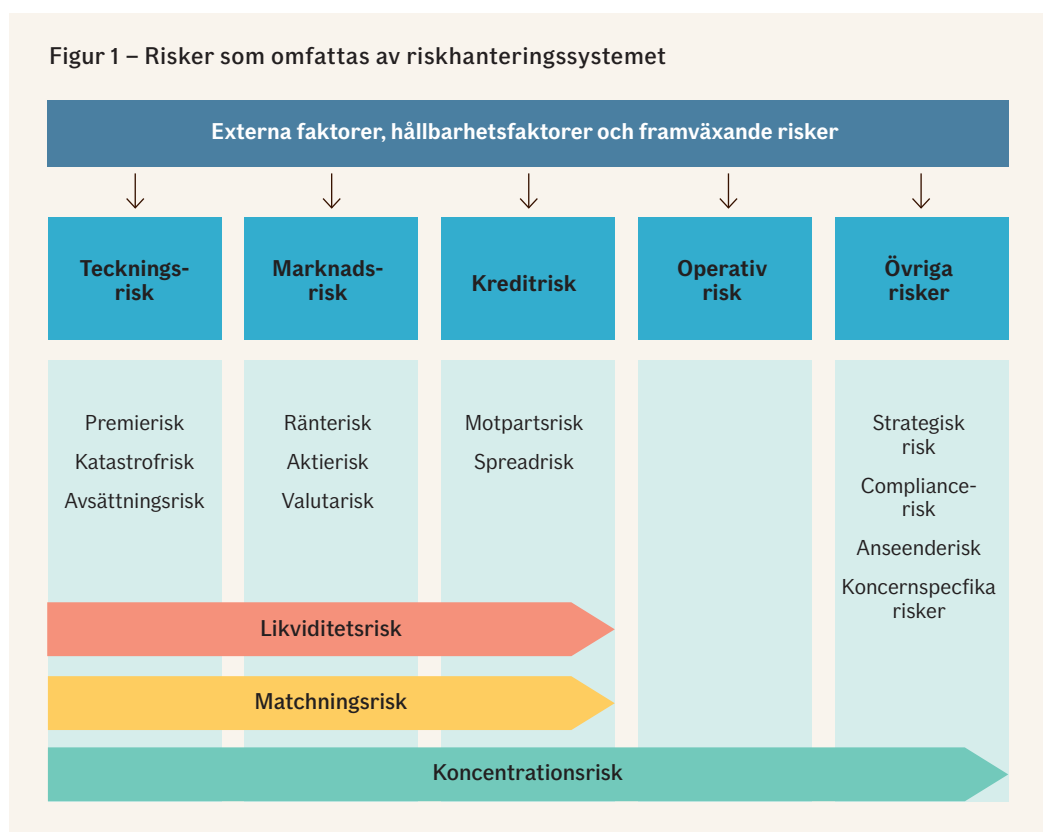 Figur 1 – Risker som omfattas av riskhanteringssystemet
Externa faktorer, hållbarhetsfaktorer och framväxande risker
Tecknings-
risk
Marknads-
risk
Kreditrisk
Operativ
risk
Övriga
risker
Premierisk
Katastrofrisk
Avsättningsrisk
Ränterisk
Aktierisk
Valutarisk
Motpartsrisk
Spreadrisk
Strategisk
risk
Compliance-
risk
Anseenderisk
Koncernspecfika
risker
Likviditetsrisk
Matchningsrisk
Koncentrationsrisk